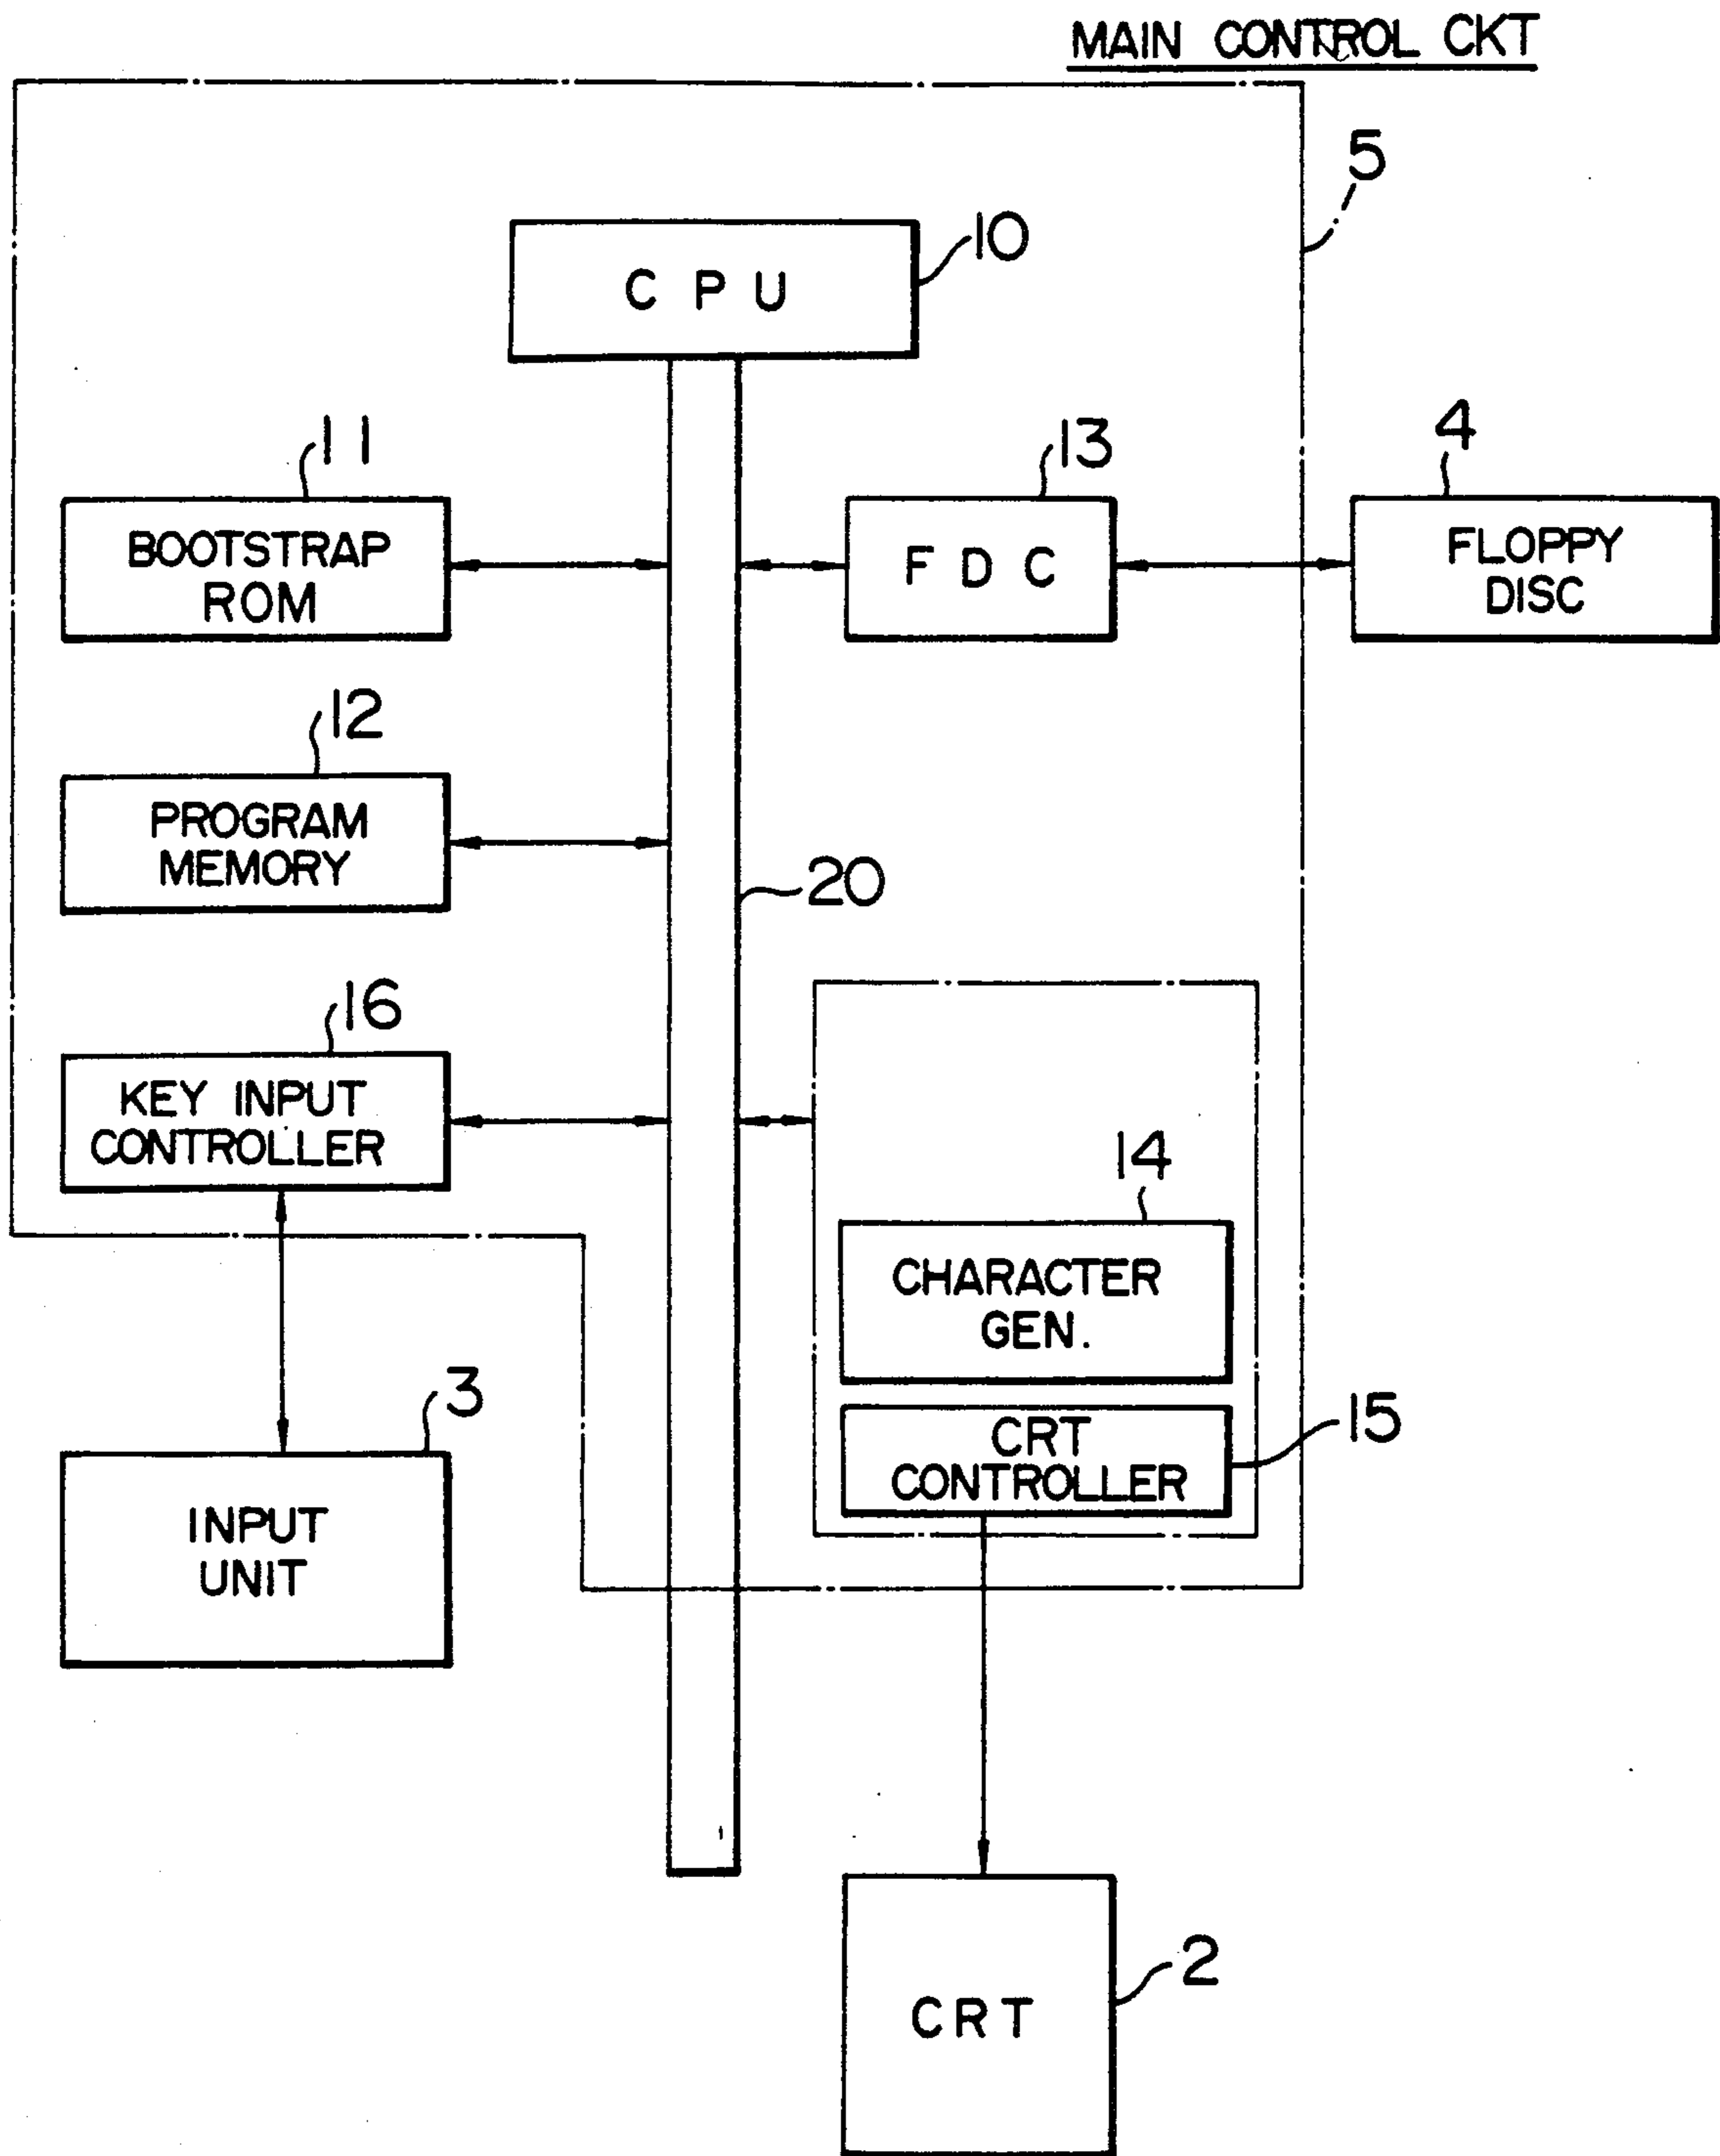 MAIN CONTROL CKT
5
10
C P U
11
13
4
BOOTSTRAP
ROM
F D C
FLOPPY
DISC
12
PROGRAM
MEMORY
20
16
KEY INPUT
CONTROLLER
14
CHARACTER
GEN.
3
15
CRT
CONTROLLER
INPUT
UNIT
2
CRT